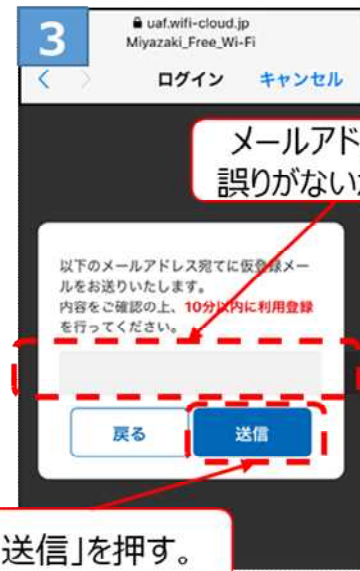 3
uaf.wifi-cloud.jp
Miyazaki_Free_Wi-Fi
ログイン
キャンセル
メールアド
誤りがないか
以下のメールアドレス宛てに仮登録メー
ルをお送りいたします。
内容をご確認の上、10分以内に利用登録
を行ってください。
戻る
送信
送信」を押す。